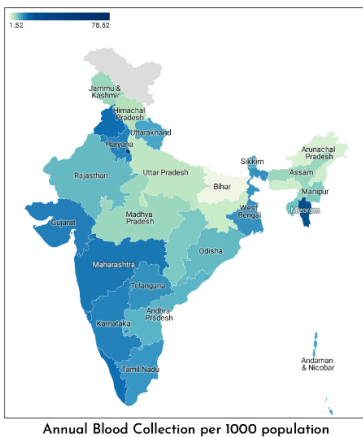 1.52 78.52
Jammu &
Kashmir
Himachal
Pradesh
Uttarakhand
Haryana
Sikkim
Arunachal
Pradesh
Rajasthan
Uttar Pradesh
Assam
Bihar
Manipur
West
Bengal
Mizoram
Gujarat
Madhya
Pradesh
Odisha
Maharashtra
Telangana
Andhra
Pradesh
Karnataka
Tamil Nadu
Andaman
& Nicobar
Annual Blood Collection per 1000 population